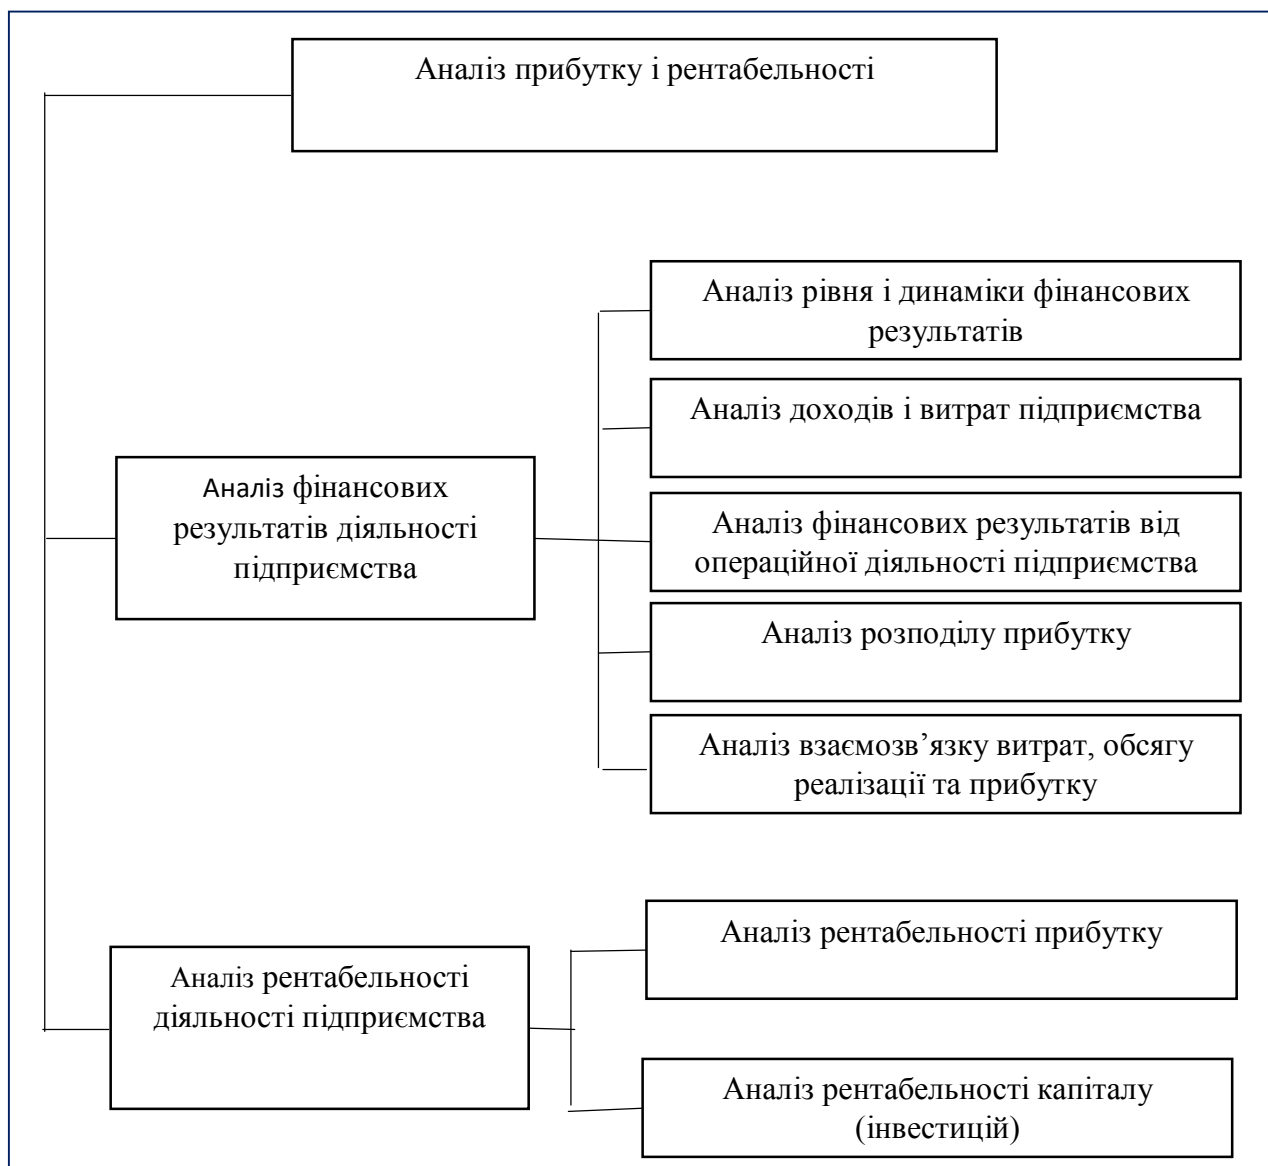 Аналіз прибутку і рентабельності
Аналіз рівня і динаміки фінансових
результатів
Аналіз доходів і витрат підприємства
Аналіз фінансових
результатів діяльності
підприємства
Аналіз фінансових результатів від
операційної діяльності підприємства
Аналіз розподілу прибутку
Аналіз взаємозв’язку витрат, обсягу
реалізації та прибутку
Аналіз рентабельності
діяльності підприємства
Аналіз рентабельності прибутку
Аналіз рентабельності капіталу
(інвестицій)